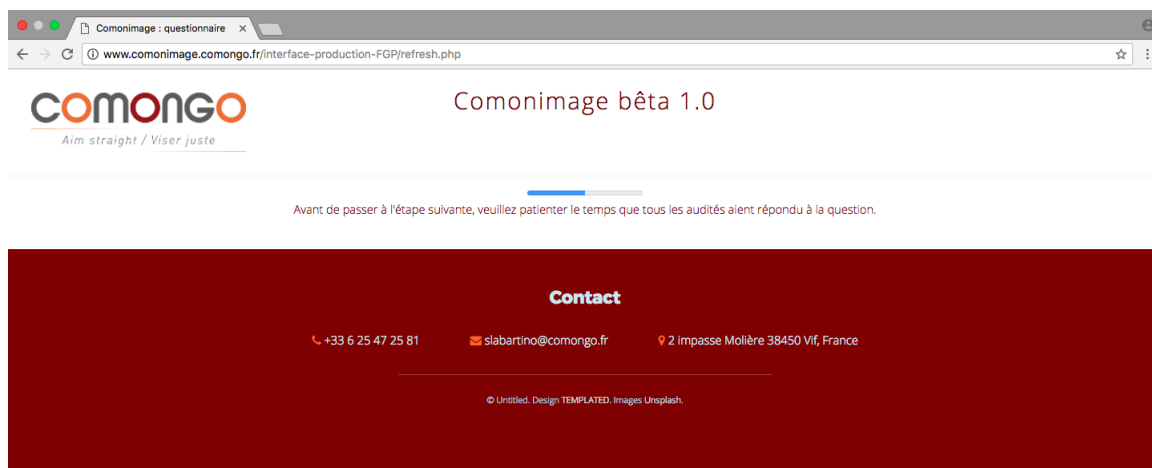 Comonimage : questionnaire
www.comonimage.comongo.fr/interface-production-FGP/refresh.php
comongo
Aim straight / Viser juste
Comonimage bêta 1.0
Avant de passer à l'étape suivante, veuillez patienter le temps que tous les audités aient répondu à la question.
Contact
+33 6 25 47 25 81 slabartino@comongo.fr 2 impasse Molière 38450 Vif, France
© Untitled. Design TEMPLATED. Images Unsplash.